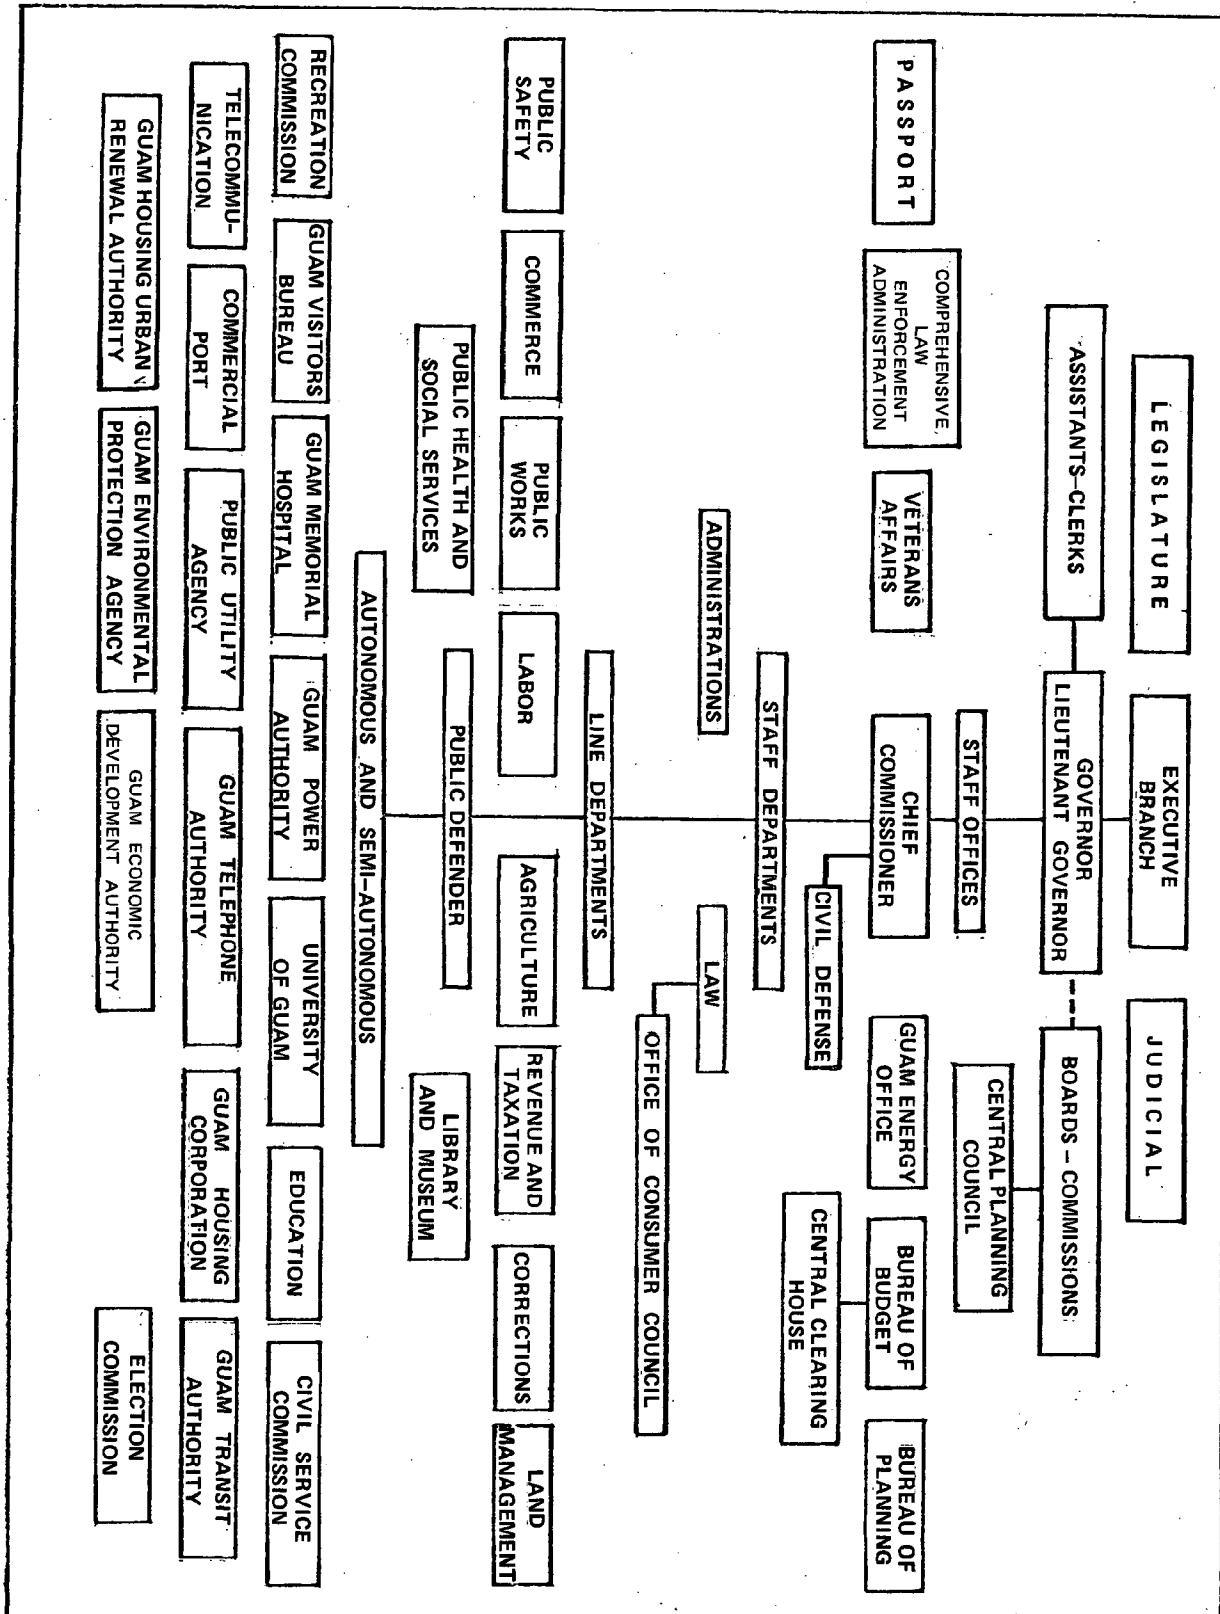 LEGISLATURE
EXECUTIVE
BRANCH
JUDICIAL
ASSISTANTS-CLERKS
GOVERNOR
LIEUTENANT GOVERNOR
BOARDS - COMMISSIONS
STAFF OFFICES
CENTRAL PLANNING
COUNCIL
PASSPORT
COMPREHENSIVE
LAW
ENFORCEMENT
ADMINISTRATION
VETERANS
AFFAIRS
CHIEF
COMMISSIONER
GUAM ENERGY
OFFICE
BUREAU OF
BUDGET
BUREAU OF
PLANNING
CIVIL DEFENSE
CENTRAL CLEARING
HOUSE
STAFF DEPARTMENTS
ADMINISTRATIONS
LAW
OFFICE OF CONSUMER COUNCIL
LINE DEPARTMENTS
PUBLIC
SAFETY
COMMERCE
PUBLIC
WORKS
LABOR
AGRICULTURE
REVENUE AND
TAXATION
CORRECTIONS
LAND
MANAGEMENT
PUBLIC HEALTH AND
SOCIAL SERVICES
PUBLIC DEFENDER
LIBRARY
AND MUSEUM
AUTONOMOUS AND SEMI-AUTONOMOUS
RECREATION
COMMISSION
GUAM VISITORS
BUREAU
GUAM MEMORIAL
HOSPITAL
GUAM POWER
AUTHORITY
UNIVERSITY
OF GUAM
EDUCATION
CIVIL SERVICE
COMMISSION
TELECOMMU-
NICATION
COMMERCIAL
PORT
PUBLIC UTILITY
AGENCY
GUAM TELEPHONE
AUTHORITY
GUAM HOUSING
CORPORATION
GUAM TRANSIT
AUTHORITY
GUAM HOUSING URBAN
RENEWAL AUTHORITY
GUAM ENVIRONMENTAL
PROTECTION AGENCY
GUAM ECONOMIC
DEVELOPMENT AUTHORITY
ELECTION
COMMISSION